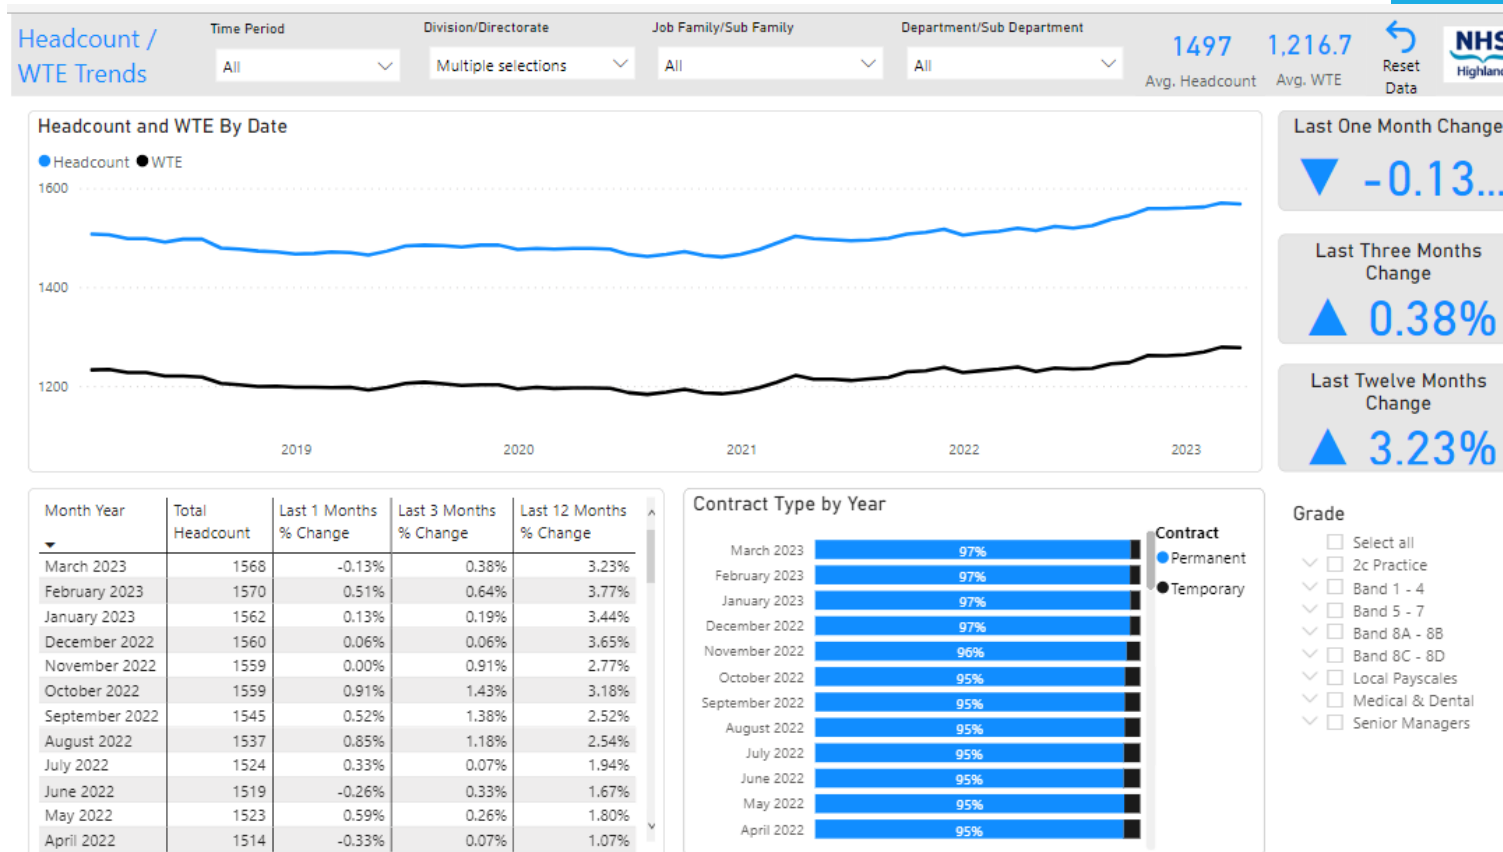 Headcount /
WTE Trends
Time Period
All
Division/Directorate
Multiple selections
Job Family/Sub Family
All
Department/Sub Department
All
1497
Avg. Headcount
1,216.7
Avg. WTE
Reset
Data
NHS
Highland
Headcount and WTE By Date
Headcount WTE
1600
1400
1200
2019 2020 2021 2022 2023
Last One Month Change
-0.13...
Last Three Months
Change
0.38%
Last Twelve Months
Change
3.23%
Month Year Total Headcount Last 1 Months % Change Last 3 Months % Change Last 12 Months % Change
March 2023 1568 -0.13% 0.38% 3.23%
February 2023 1570 0.51% 0.64% 3.77%
January 2023 1562 0.13% 0.19% 3.44%
December 2022 1560 0.06% 0.06% 3.65%
November 2022 1559 0.00% 0.91% 2.77%
October 2022 1559 0.91% 1.43% 3.18%
September 2022 1545 0.52% 1.38% 2.52%
August 2022 1537 0.85% 1.18% 2.54%
July 2022 1524 0.33% 0.07% 1.94%
June 2022 1519 -0.26% 0.33% 1.67%
May 2022 1523 0.59% 0.26% 1.80%
April 2022 1514 -0.33% 0.07% 1.07%
Contract Type by Year
March 2023 97%
February 2023 97%
January 2023 97%
December 2022 97%
November 2022 96%
October 2022 95%
September 2022 95%
August 2022 95%
July 2022 95%
June 2022 95%
May 2022 95%
April 2022 95%
Contract
Permanent
Temporary
Grade
Select all
2c Practice
Band 1 - 4
Band 5 - 7
Band 8A - 8B
Band 8C - 8D
Local Payscales
Medical & Dental
Senior Managers